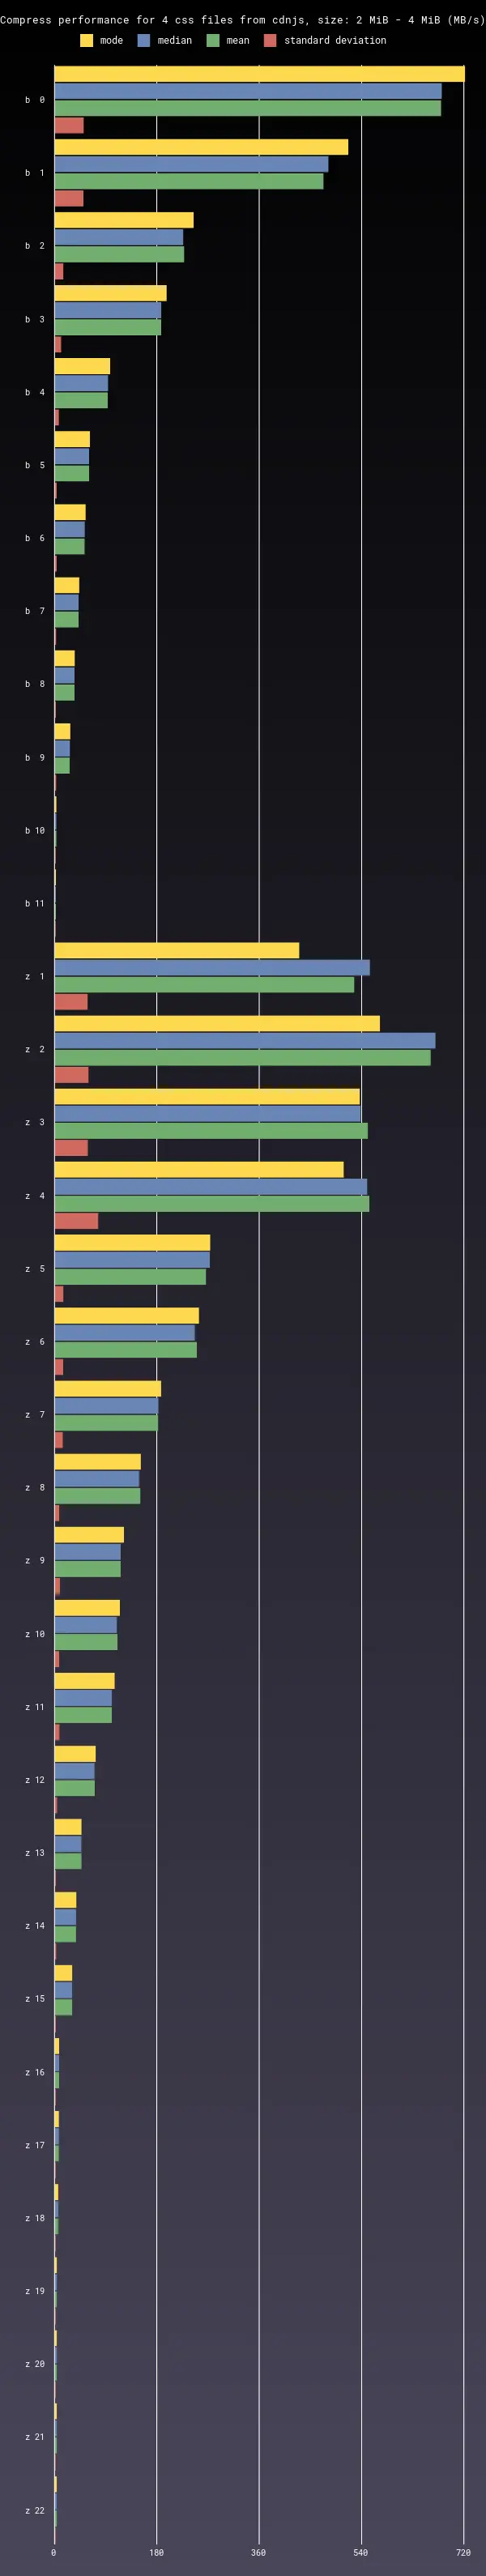 Compress performance for 4 css files from cdnjs, size: 2 MiB - 4 MiB (MB/s)
mode median mean standard deviation
b 0
b 1
b 2
b 3
b 4
b 5
b 6
b 7
b 8
b 9
b 10
b 11
z 1
z 2
z 3
z 4
z 5
z 6
z 7
z 8
z 9
z 10
z 11
z 12
z 13
z 14
z 15
z 16
z 17
z 18
z 19
z 20
z 21
z 22
0 180 360 540 720